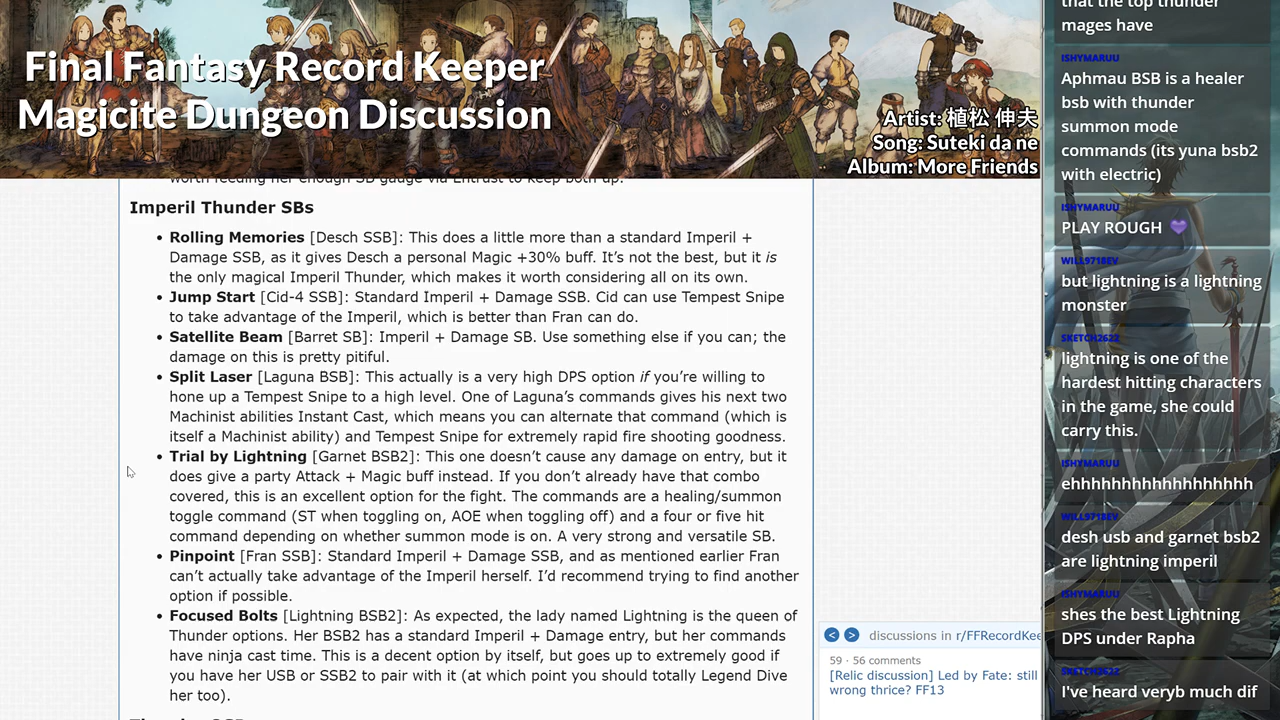 Final Fantasy Record Keeper
Magicite Dungeon Discussion
Artist: 植松 伸夫
Song: Suteki da ne
Album: More Friends
worth feeding her enough SB gauge via Entrust to keep both up.
Imperil Thunder SBs
• Rolling Memories [Desch SSB]: This does a little more than a standard Imperil +
Damage SSB, as it gives Desch a personal Magic +30% buff. It’s not the best, but it is
the only magical Imperil Thunder, which makes it worth considering all on its own.
• Jump Start [Cid-4 SSB]: Standard Imperil + Damage SSB. Cid can use Tempest Snipe
to take advantage of the Imperil, which is better than Fran can do.
• Satellite Beam [Barret SB]: Imperil + Damage SB. Use something else if you can; the
damage on this is pretty pitiful.
• Split Laser [Laguna BSB]: This actually is a very high DPS option if you’re willing to
hone up a Tempest Snipe to a high level. One of Laguna’s commands gives his next two
Machinist abilities Instant Cast, which means you can alternate that command (which is
itself a Machinist ability) and Tempest Snipe for extremely rapid fire shooting goodness.
• Trial by Lightning [Garnet BSB2]: This one doesn’t cause any damage on entry, but it
does give a party Attack + Magic buff instead. If you don’t already have that combo
covered, this is an excellent option for the fight. The commands are a healing/summon
toggle command (ST when toggling on, AOE when toggling off) and a four or five hit
command depending on whether summon mode is on. A very strong and versatile SB.
• Pinpoint [Fran SSB]: Standard Imperil + Damage SSB, and as mentioned earlier Fran
can’t actually take advantage of the Imperil herself. I’d recommend trying to find another
option if possible.
• Focused Bolts [Lightning BSB2]: As expected, the lady named Lightning is the queen of
Thunder options. Her BSB2 has a standard Imperil + Damage entry, but her commands
have ninja cast time. This is a decent option by itself, but goes up to extremely good if
you have her USB or SSB2 to pair with it (at which point you should totally Legend Dive
her too).
< > discussions in r/FFRecordKee
59 · 56 comments
[Relic discussion] Led by Fate: still
wrong thrice? FF13
that the top thunder
mages have
ISHYMARUU
Aphmau BSB is a healer
bsb with thunder
summon mode
commands (its yuna bsb2
with electric)
ISHYMARUU
PLAY ROUGH 💜
WILL9718EV
but lightning is a lightning
monster
SKETCH2622
lightning is one of the
hardest hitting characters
in the game, she could
carry this.
ISHYMARUU
ehhhhhhhhhhhhhhhhhh
WILL9718EV
desh usb and garnet bsb2
are lightning imperil
ISHYMARUU
shes the best Lightning
DPS under Rapha
SKETCH2622
I've heard veryb much dif